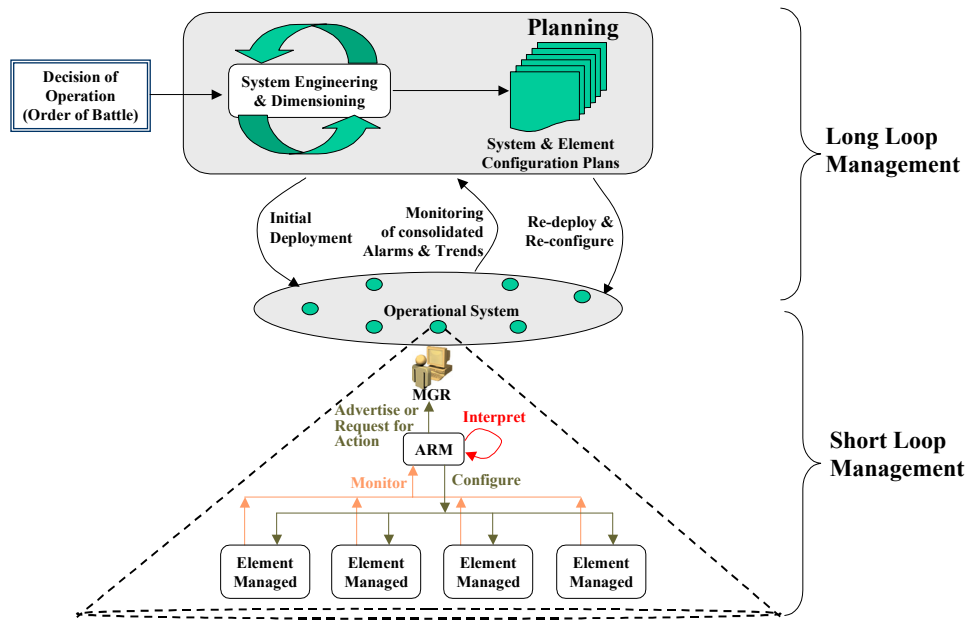 Planning
Decision of
Operation
(Order of Battle)
System Engineering
& Dimensioning
System & Element
Configuration Plans
Long Loop
Management
Initial
Deployment
Monitoring
of consolidated
Alarms & Trends
Re-deploy &
Re-configure
Operational System
MGR
Advertise or
Request for
Action
Interpret
ARM
Short Loop
Management
Monitor
Configure
Element
Managed
Element
Managed
Element
Managed
Element
Managed